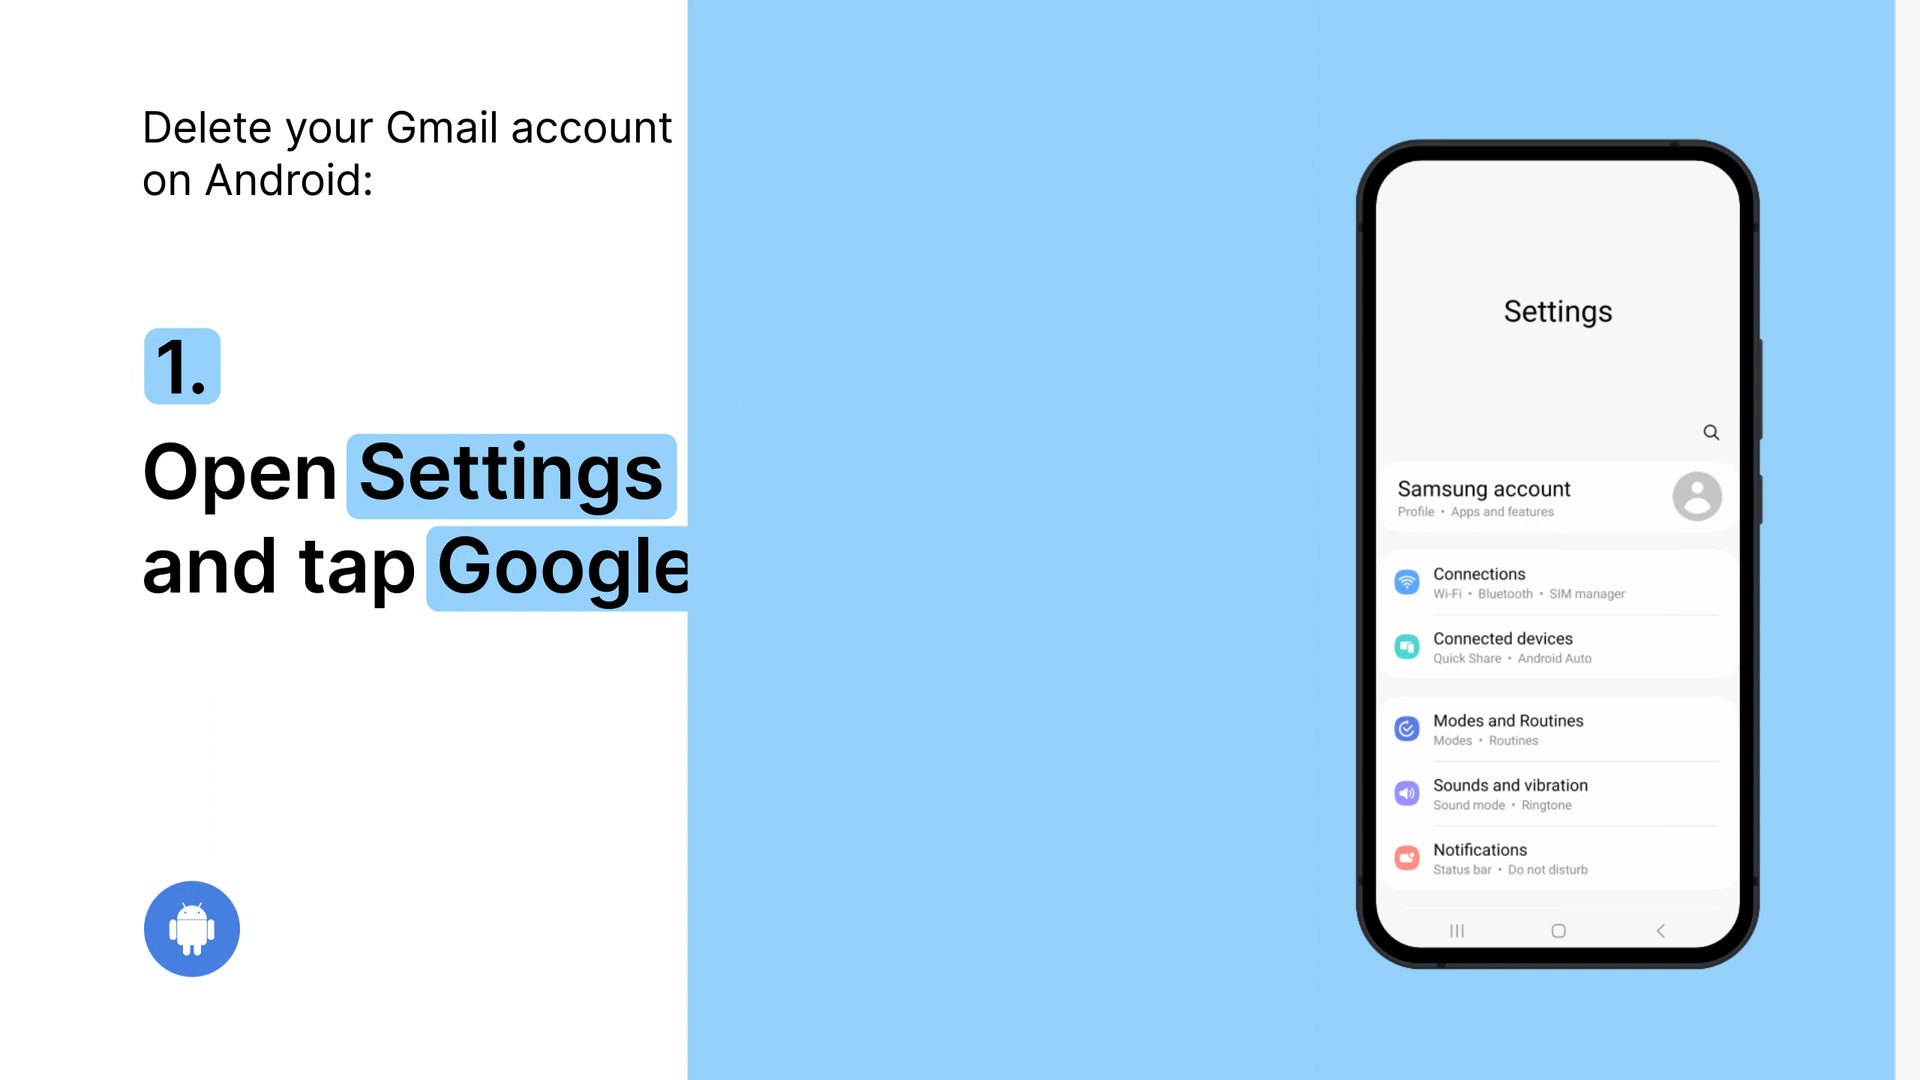 Delete your Gmail account
on Android:
1.
Open Settings
and tap Google
Settings
Samsung account
Profile • Apps and features
Connections
Wi-Fi • Bluetooth • SIM manager
Connected devices
Quick Share • Android Auto
Modes and Routines
Modes • Routines
Sounds and vibration
Sound mode • Ringtone
Notifications
Status bar • Do not disturb